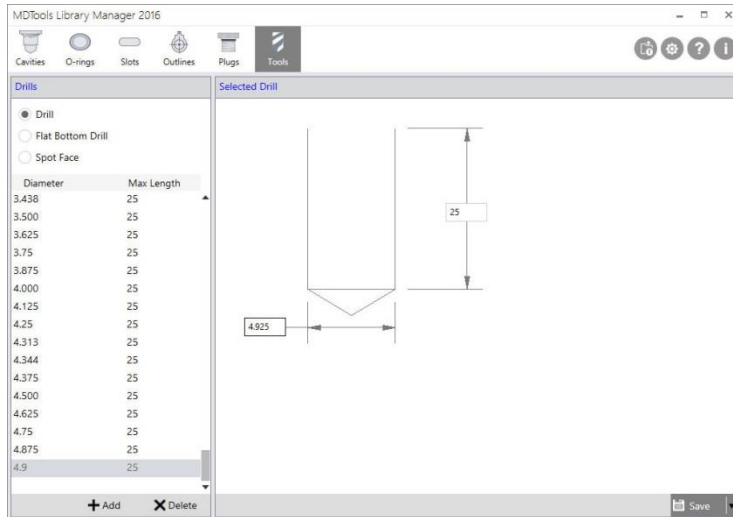 MDTools Library Manager 2016
Cavities O-rings Slots Outlines Plugs Tools
Drills
Selected Drill
Drill
Flat Bottom Drill
Spot Face
Diameter Max Length
3.438 25
3.500 25
3.625 25
3.75 25
3.875 25
4.000 25
4.125 25
4.25 25
4.313 25
4.344 25
4.375 25
4.500 25
4.625 25
4.75 25
4.875 25
4.9 25
Add Delete
25
4.925
Save